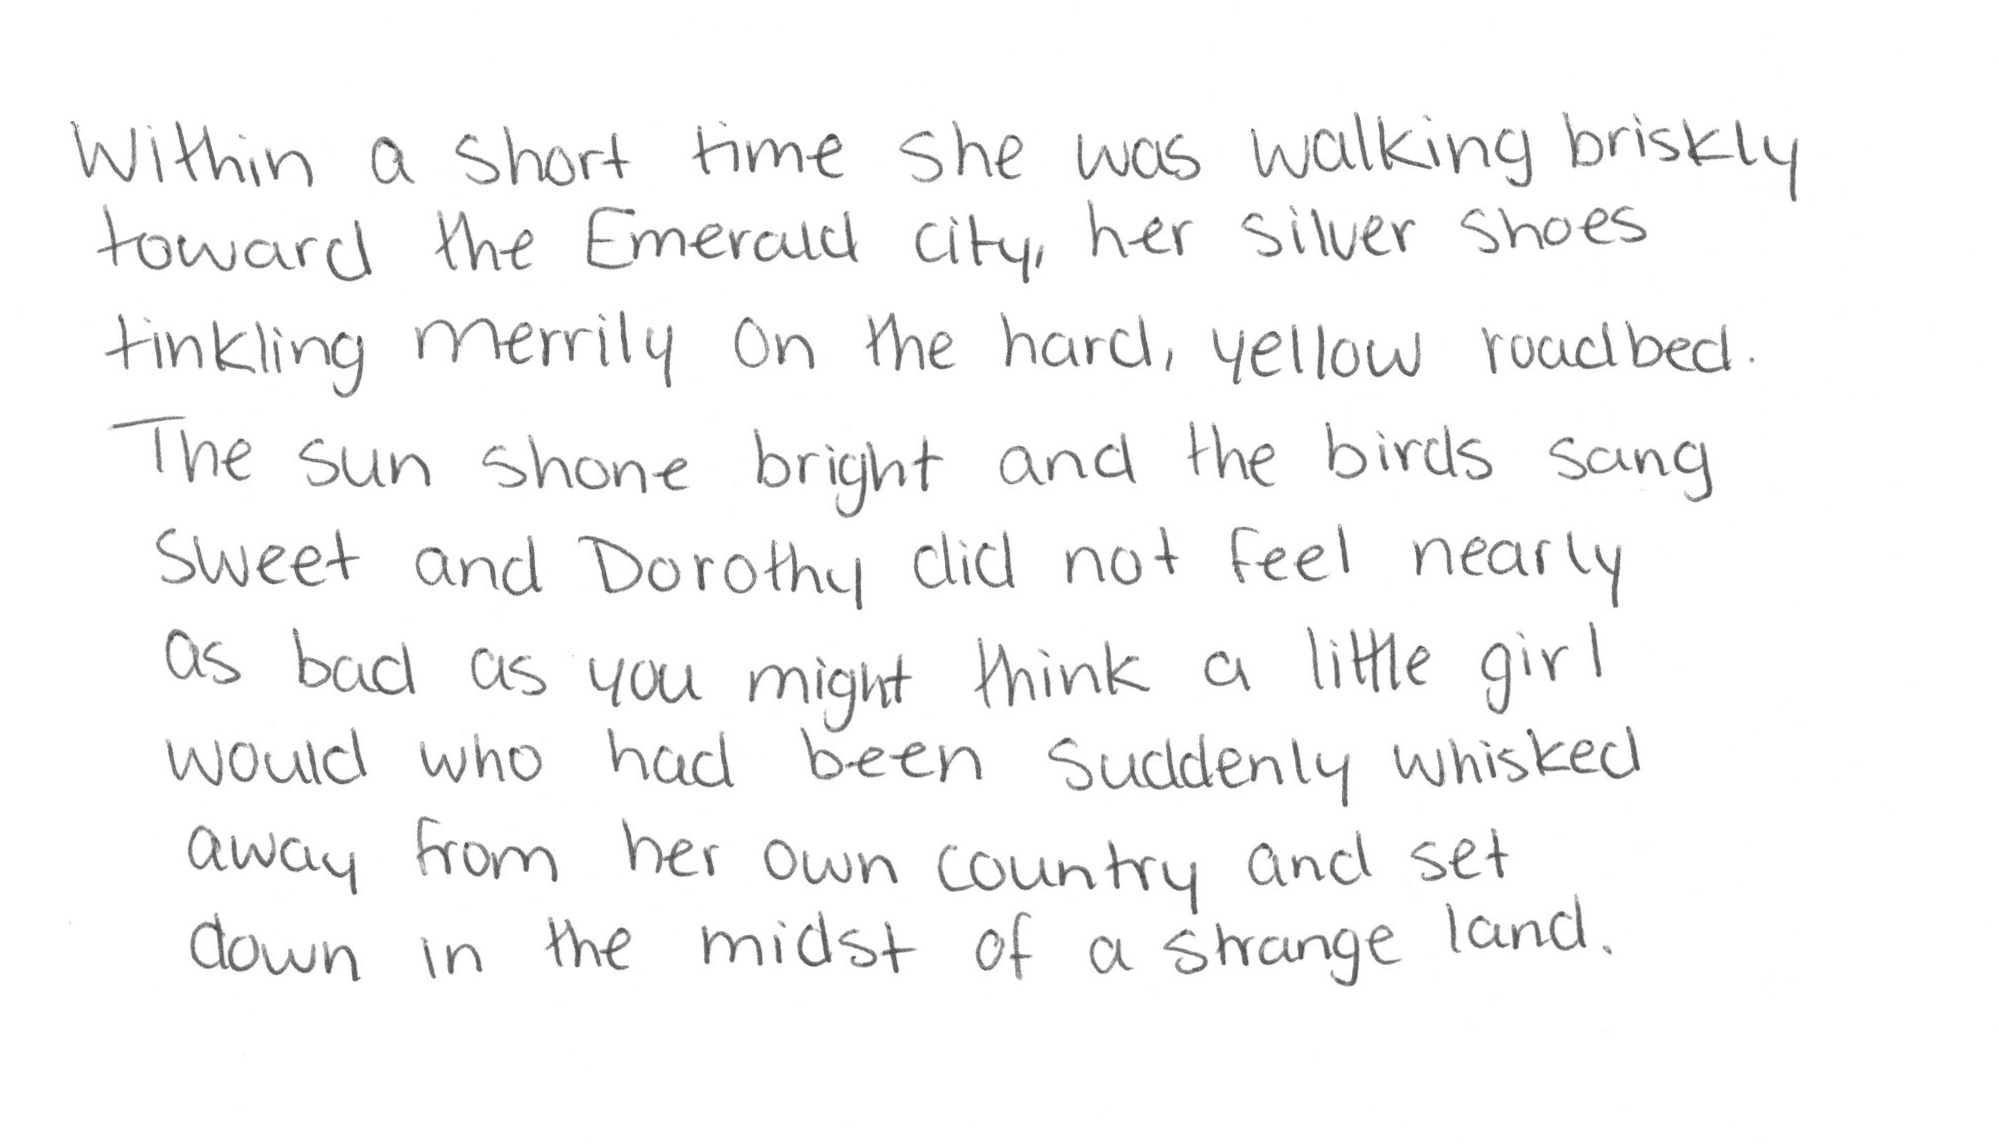 Within a short time she was walking briskly
toward the Emerald city, her silver shoes
tinkling merrily on the hard, yellow roadbed.
The sun shone bright and the birds sang
sweet and Dorothy did not feel nearly
as bad as you might think a little girl
would who had been suddenly whisked
away from her own country and set
down in the midst of a strange land.